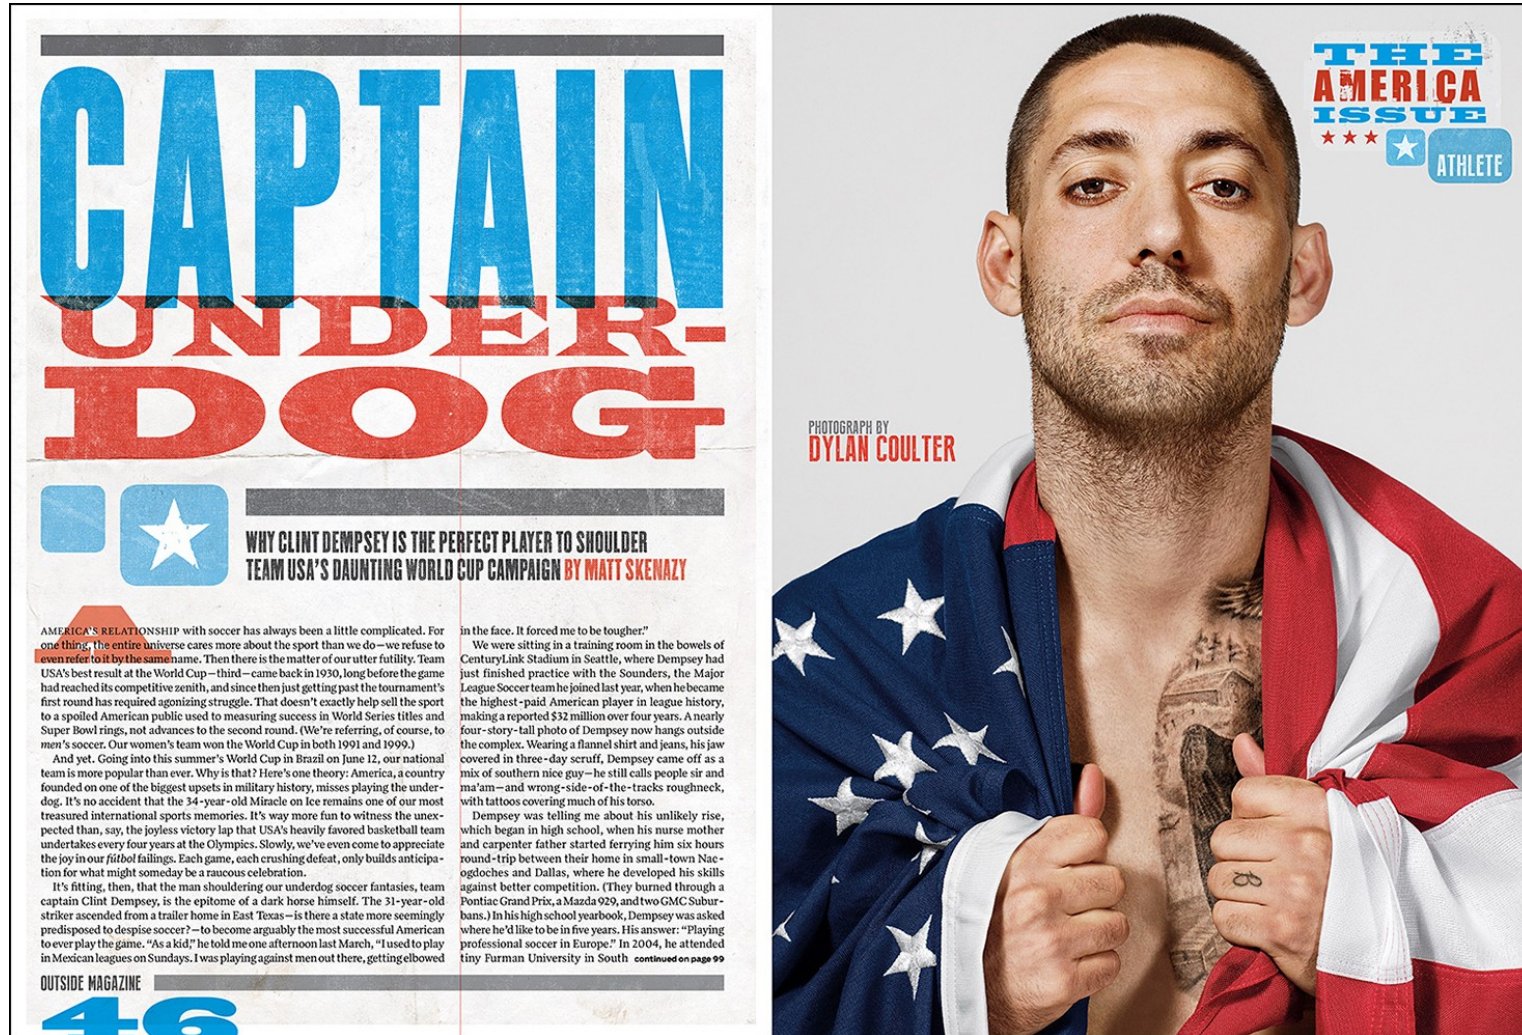 CAPTAIN
UNDER-
DOG
WHY CLINT DEMPSEY IS THE PERFECT PLAYER TO SHOULDER
TEAM USA'S DAUNTING WORLD CUP CAMPAIGN BY MATT SKENAZY
A
AMERICA'S RELATIONSHIP with soccer has always been a little complicated. For
one thing, the entire universe cares more about the sport than we do—we refuse to
even refer to it by the same name. Then there is the matter of our utter futility. Team
USA's best result at the World Cup—third—came back in 1930, long before the game
had reached its competitive zenith, and since then just getting past the tournament's
first round has required agonizing struggle. That doesn't exactly help sell the sport
to a spoiled American public used to measuring success in World Series titles and
Super Bowl rings, not advances to the second round. (We're referring, of course, to
men's soccer. Our women's team won the World Cup in both 1991 and 1999.)
And yet. Going into this summer's World Cup in Brazil on June 12, our national
team is more popular than ever. Why is that? Here's one theory: America, a country
founded on one of the biggest upsets in military history, misses playing the under-
dog. It's no accident that the 34-year-old Miracle on Ice remains one of our most
treasured international sports memories. It's way more fun to witness the unex-
pected than, say, the joyless victory lap that USA's heavily favored basketball team
undertakes every four years at the Olympics. Slowly, we've even come to appreciate
the joy in our fútbol failings. Each game, each crushing defeat, only builds anticipa-
tion for what might someday be a raucous celebration.
It's fitting, then, that the man shouldering our underdog soccer fantasies, team
captain Clint Dempsey, is the epitome of a dark horse himself. The 31-year-old
striker ascended from a trailer home in East Texas—is there a state more seemingly
predisposed to despise soccer?—to become arguably the most successful American
to ever play the game. "As a kid," he told me one afternoon last March, "I used to play
in Mexican leagues on Sundays. I was playing against men out there, getting elbowed
in the face. It forced me to be tougher."
We were sitting in a training room in the bowels of
CenturyLink Stadium in Seattle, where Dempsey had
just finished practice with the Sounders, the Major
League Soccer team he joined last year, when he became
the highest-paid American player in league history,
making a reported $32 million over four years. A nearly
four-story-tall photo of Dempsey now hangs outside
the complex. Wearing a flannel shirt and jeans, his jaw
covered in three-day scruff, Dempsey came off as a
mix of southern nice guy—he still calls people sir and
ma'am—and wrong-side-of-the-tracks roughneck,
with tattoos covering much of his torso.
Dempsey was telling me about his unlikely rise,
which began in high school, when his nurse mother
and carpenter father started ferrying him six hours
round-trip between their home in small-town Nac-
ogdoches and Dallas, where he developed his skills
against better competition. (They burned through a
Pontiac Grand Prix, a Mazda 929, and two GMC Subur-
bans.) In his high school yearbook, Dempsey was asked
where he'd like to be in five years. His answer: "Playing
professional soccer in Europe." In 2004, he attended
tiny Furman University in South continued on page 99
OUTSIDE MAGAZINE
46
THE
AMERICA
ISSUE
ATHLETE
PHOTOGRAPH BY
DYLAN COULTER
B